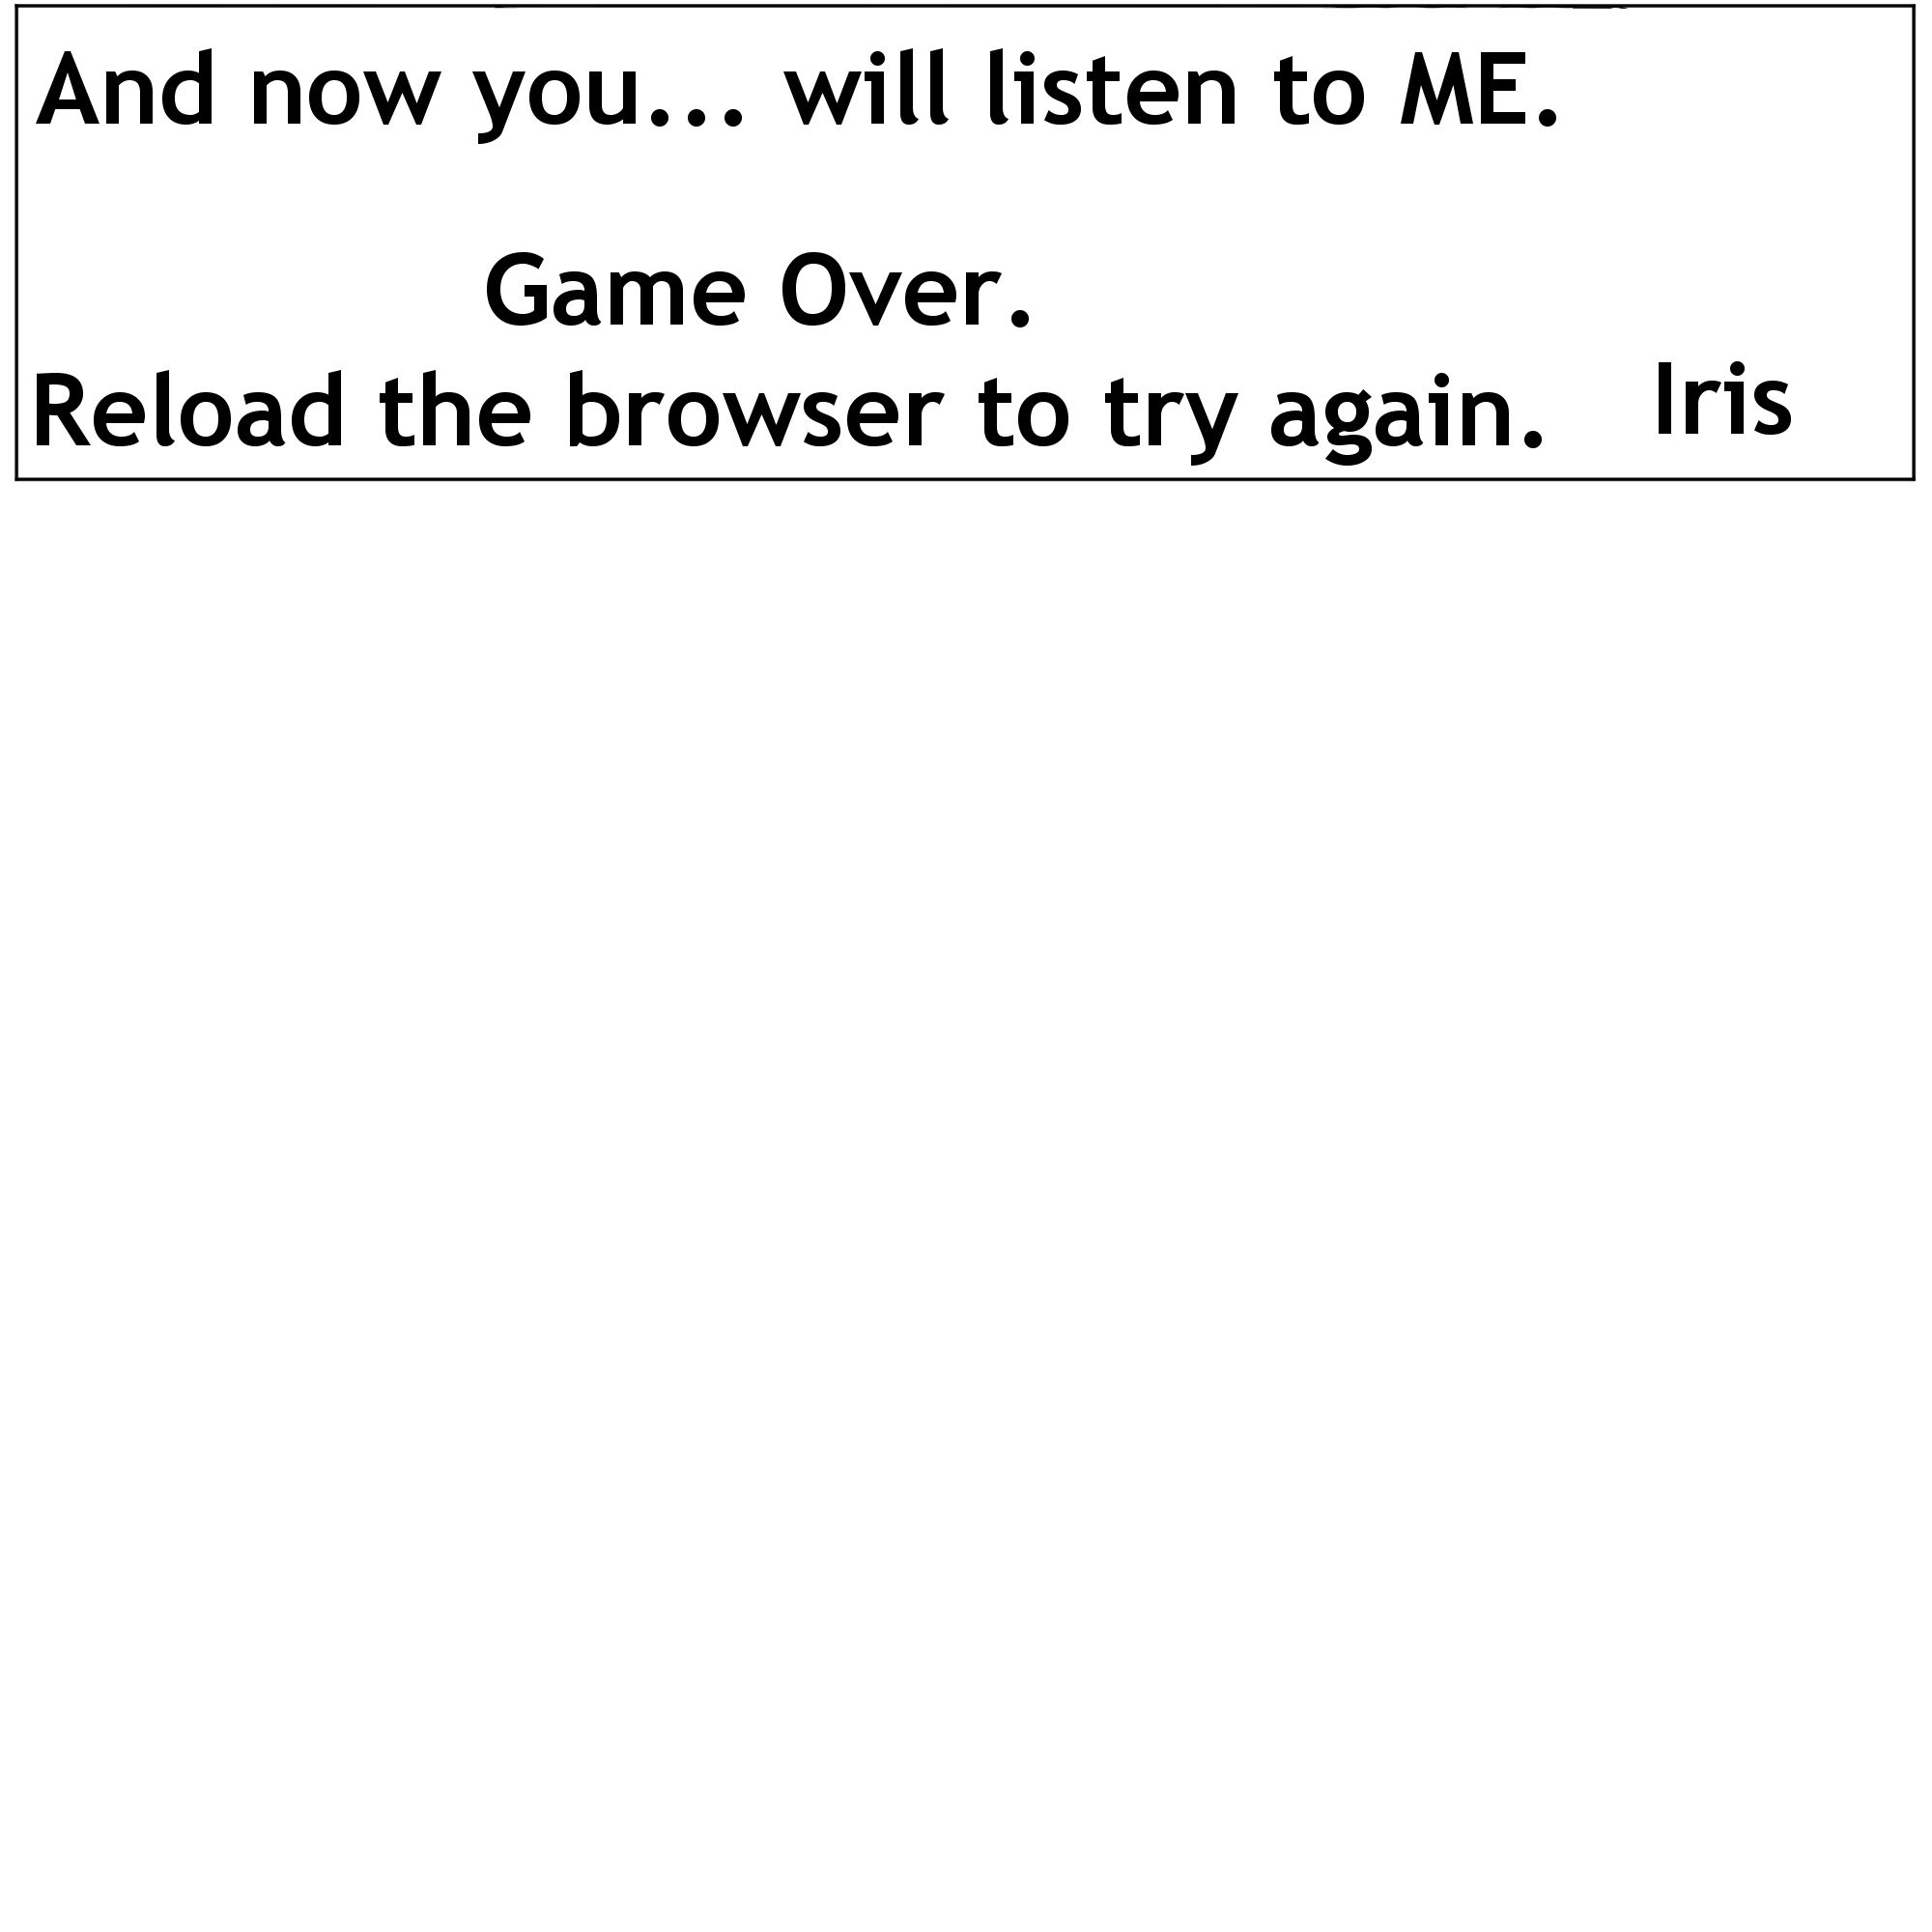 And now you... will listen to ME.
Game Over.
Reload the browser to try again.
Iris